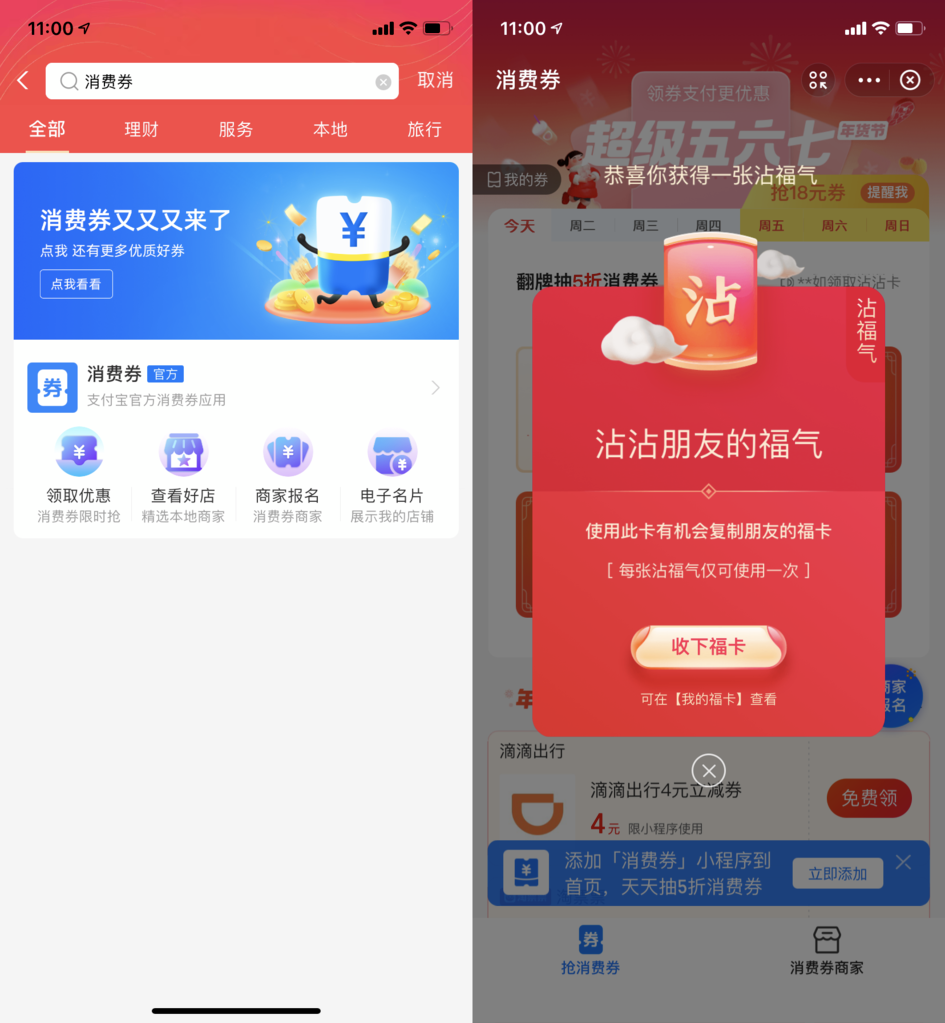 11:00
消费券
取消
全部
理财
服务
本地
旅行
消费券又又又来了
点我 还有更多优质好券
点我看看
¥
券
消费券
官方
支付宝官方消费券应用
¥
领取优惠
消费券限时抢
查看好店
精选本地商家
¥
商家报名
消费券商家
¥
电子名片
展示我的店铺
11:00
消费券
领券支付更优惠
超级五六七
年货节
我的券
恭喜你获得一张沾福气
抢18元券
提醒我
今天
周二
周三
周四
周五
周六
周日
翻牌抽5折消费券
**如领取沾沾卡
沾
沾福气
沾沾朋友的福气
使用此卡有机会复制朋友的福卡
[ 每张沾福气仅可使用一次 ]
收下福卡
可在【我的福卡】查看
年
商家
报名
滴滴出行
滴滴出行4元立减券
4元 限小程序使用
免费领
¥
添加「消费券」小程序到
首页，天天抽5折消费券
立即添加
券
抢消费券
消费券商家